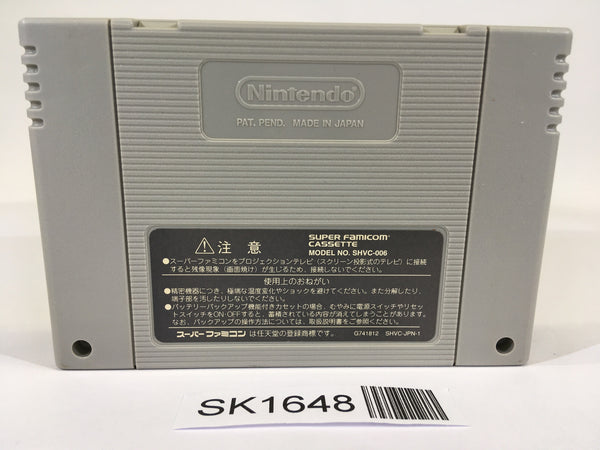 Nintendo
PAT. PEND. MADE IN JAPAN
⚠注意
SUPER FAMICOM
CASSETTE
MODEL NO. SHVC-006
●スーパーファミコンをプロジェクションテレビ（スクリーン投影式のテレビ）に接続
すると残像現象（画面焼け）が生じるため、接続しないでください。
使用上のおねがい
●精密機器につき、極端な温度変化やショックを避けてください。また分解したり、
端子部を汚したりしないでください。
●バッテリーバックアップ機能付きカセットの場合、むやみに電源スイッチやリセ
ットスイッチをON・OFFすると、蓄積されている内容が消えてしまうことがあります。
なお、バックアップの操作方法については、取扱説明書をご参照ください。
スーパーファミコンは任天堂の登録商標です。 G741812 SHVC-JPN-1
SK1648